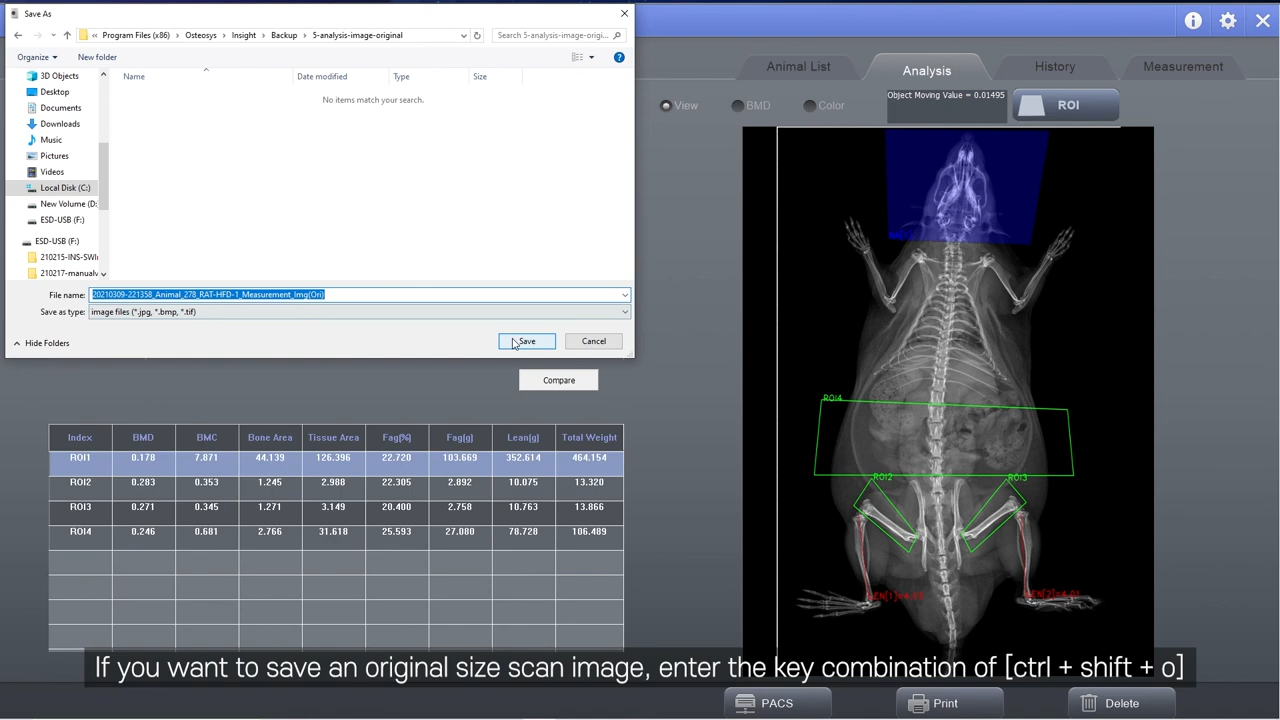 Save As
Program Files (x86) Osteosys Insight Backup 5-analysis-image-original
Search 5-analysis-image-origi...
Organize
New folder
3D Objects
Desktop
Documents
Downloads
Music
Pictures
Videos
Local Disk (C:)
New Volume (D:
ESD-USB (F:)
ESD-USB (F:)
210215-INS-SWI
210217-manualv
Name Date modified Type Size
No items match your search.
File name: 20210309-221358_Animal_278_RAT-HFD-1_Measurement_Img(Ori)
Save as type: image files (*.jpg, *.bmp, *.tif)
Hide Folders
Save Cancel
Compare
Animal List Analysis History Measurement
View BMD Color
Object Moving Value = 0.01495
ROI
Index BMD BMC Bone Area Tissue Area Fag(%) Fag(g) Lean(g) Total Weight
ROI1 0.178 7.871 44.139 126.396 22.720 103.669 352.614 464.154
ROI2 0.283 0.353 1.245 2.988 22.305 2.892 10.075 13.320
ROI3 0.271 0.345 1.271 3.149 20.400 2.758 10.763 13.866
ROI4 0.246 0.681 2.766 31.618 25.593 27.080 78.728 106.489
ROI4
ROI2
ROI3
If you want to save an original size scan image, enter the key combination of [ctrl + shift + o]
PACS Print Delete